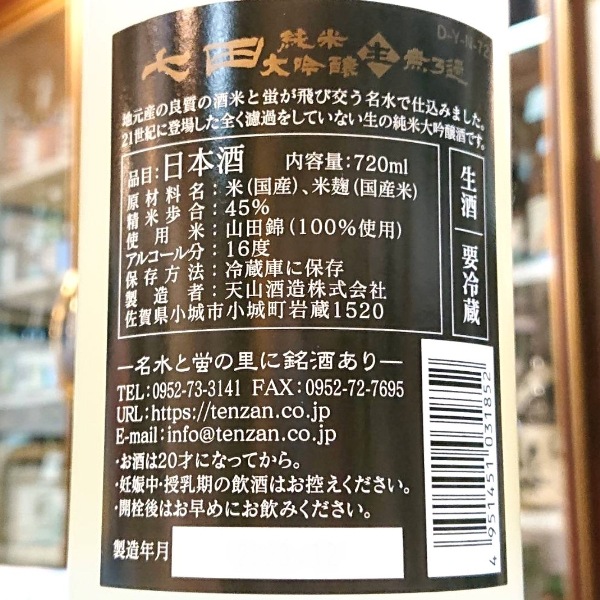 D-Y-N-72
七田 純米大吟醸 生 無ろ過
地元産の良質の酒米と蛍が飛び交う名水で仕込みました。
21世紀に登場した全く濾過をしていない生の純米大吟醸酒です。
品目:日本酒 内容量:720ml
原材料名:米(国産)、米麹(国産米)
精米歩合:45%
使用米:山田錦(100%使用)
アルコール分:16度
保存方法:冷蔵庫に保存
製造者:天山酒造株式会社
佐賀県小城市小城町岩蔵1520
生酒 要冷蔵
―名水と蛍の里に銘酒あり―
TEL:0952-73-3141 FAX:0952-72-7695
URL:https://tenzan.co.jp
E-mail:info@tenzan.co.jp
・お酒は20才になってから。
・妊娠中・授乳期の飲酒はお控えください。
・開栓後はお早めにお飲みください。
製造年月
4 951451 031852